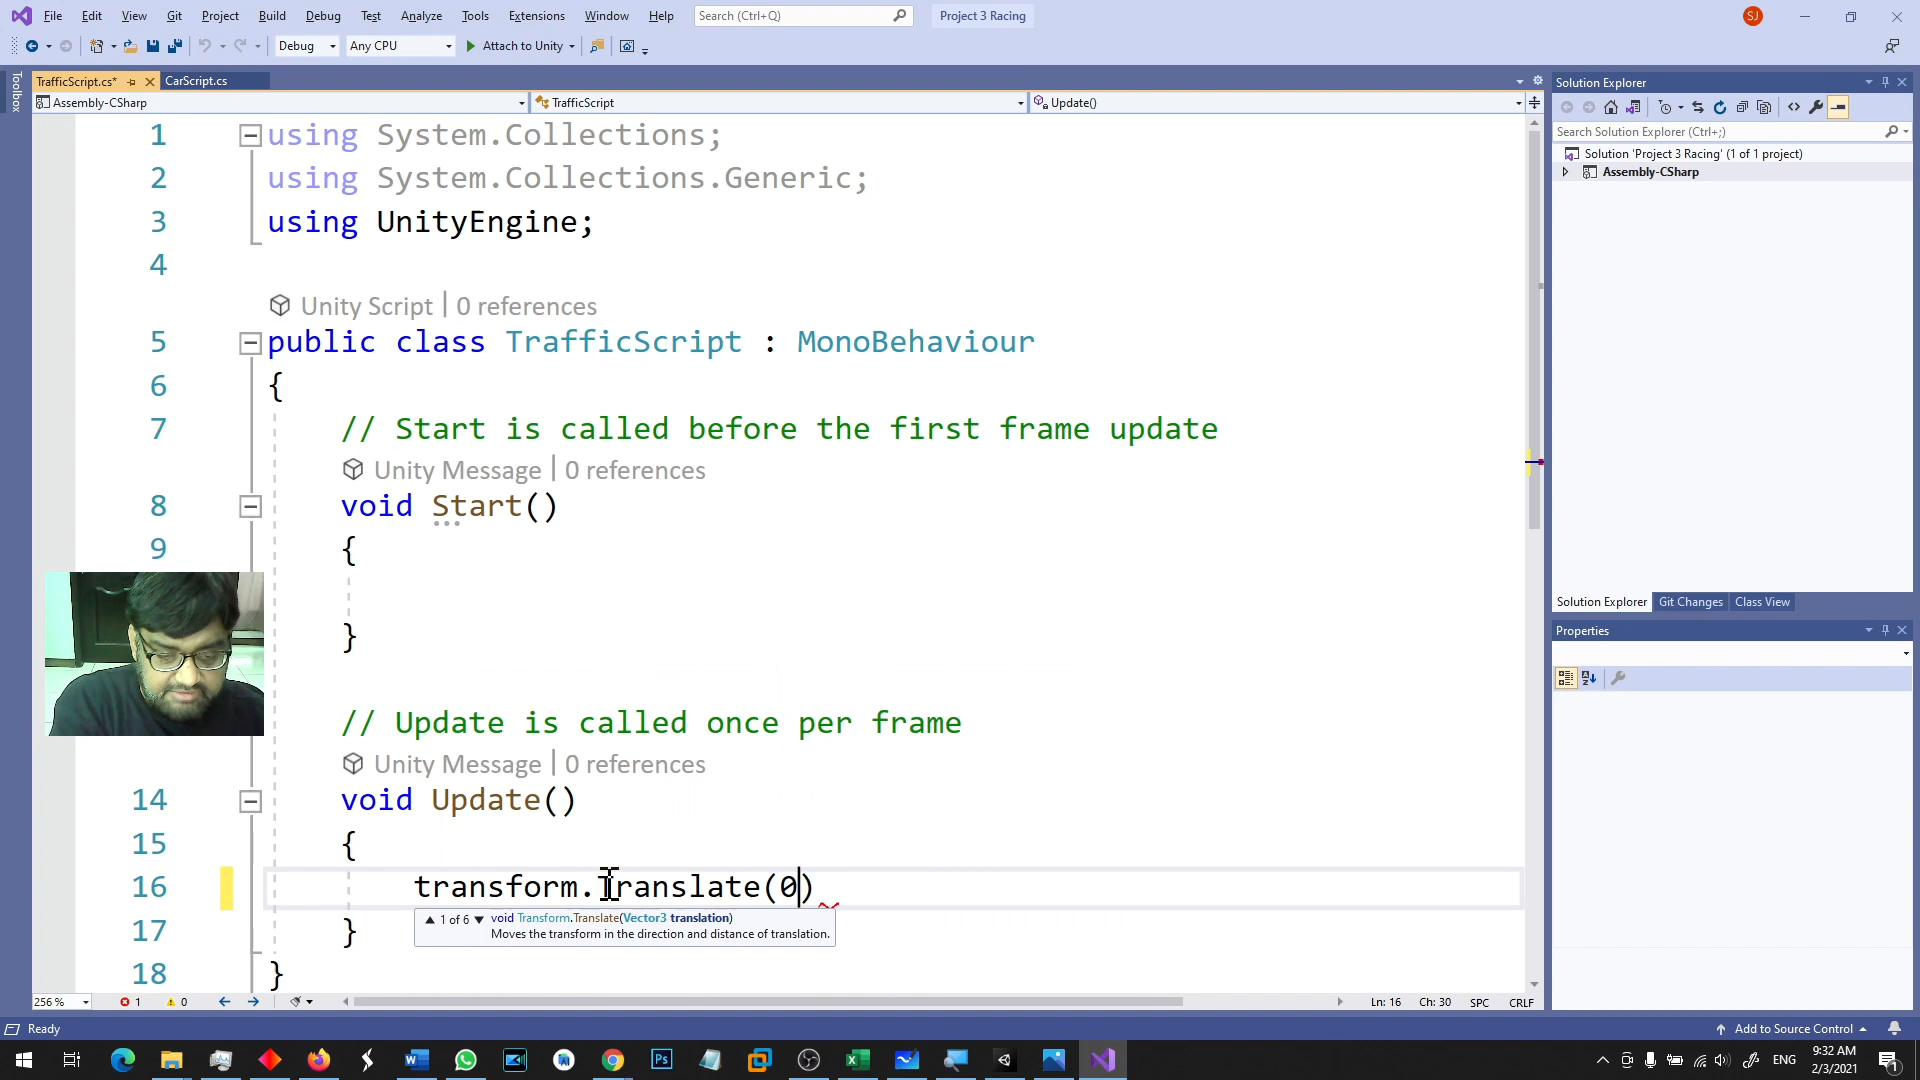 File Edit View Git Project Build Debug Test Analyze Tools Extensions Window Help Search (Ctrl+Q) Project 3 Racing SJ
Debug Any CPU Attach to Unity
Toolbox
TrafficScript.cs* CarScript.cs
Assembly-CSharp TrafficScript Update()
1 using System.Collections;
2 using System.Collections.Generic;
3 using UnityEngine;
4
Unity Script | 0 references
5 public class TrafficScript : MonoBehaviour
6 {
7 // Start is called before the first frame update
Unity Message | 0 references
8 void Start()
9 {
}
// Update is called once per frame
Unity Message | 0 references
14 void Update()
15 {
16 transform.Translate(0)
1 of 6 void Transform.Translate(Vector3 translation)
Moves the transform in the direction and distance of translation.
17 }
18 }
256 % 1 0 Ln: 16 Ch: 30 SPC CRLF
Solution Explorer
Search Solution Explorer (Ctrl+;)
Solution 'Project 3 Racing' (1 of 1 project)
Assembly-CSharp
Solution Explorer Git Changes Class View
Properties
Ready Add to Source Control
ENG 9:32 AM
2/3/2021